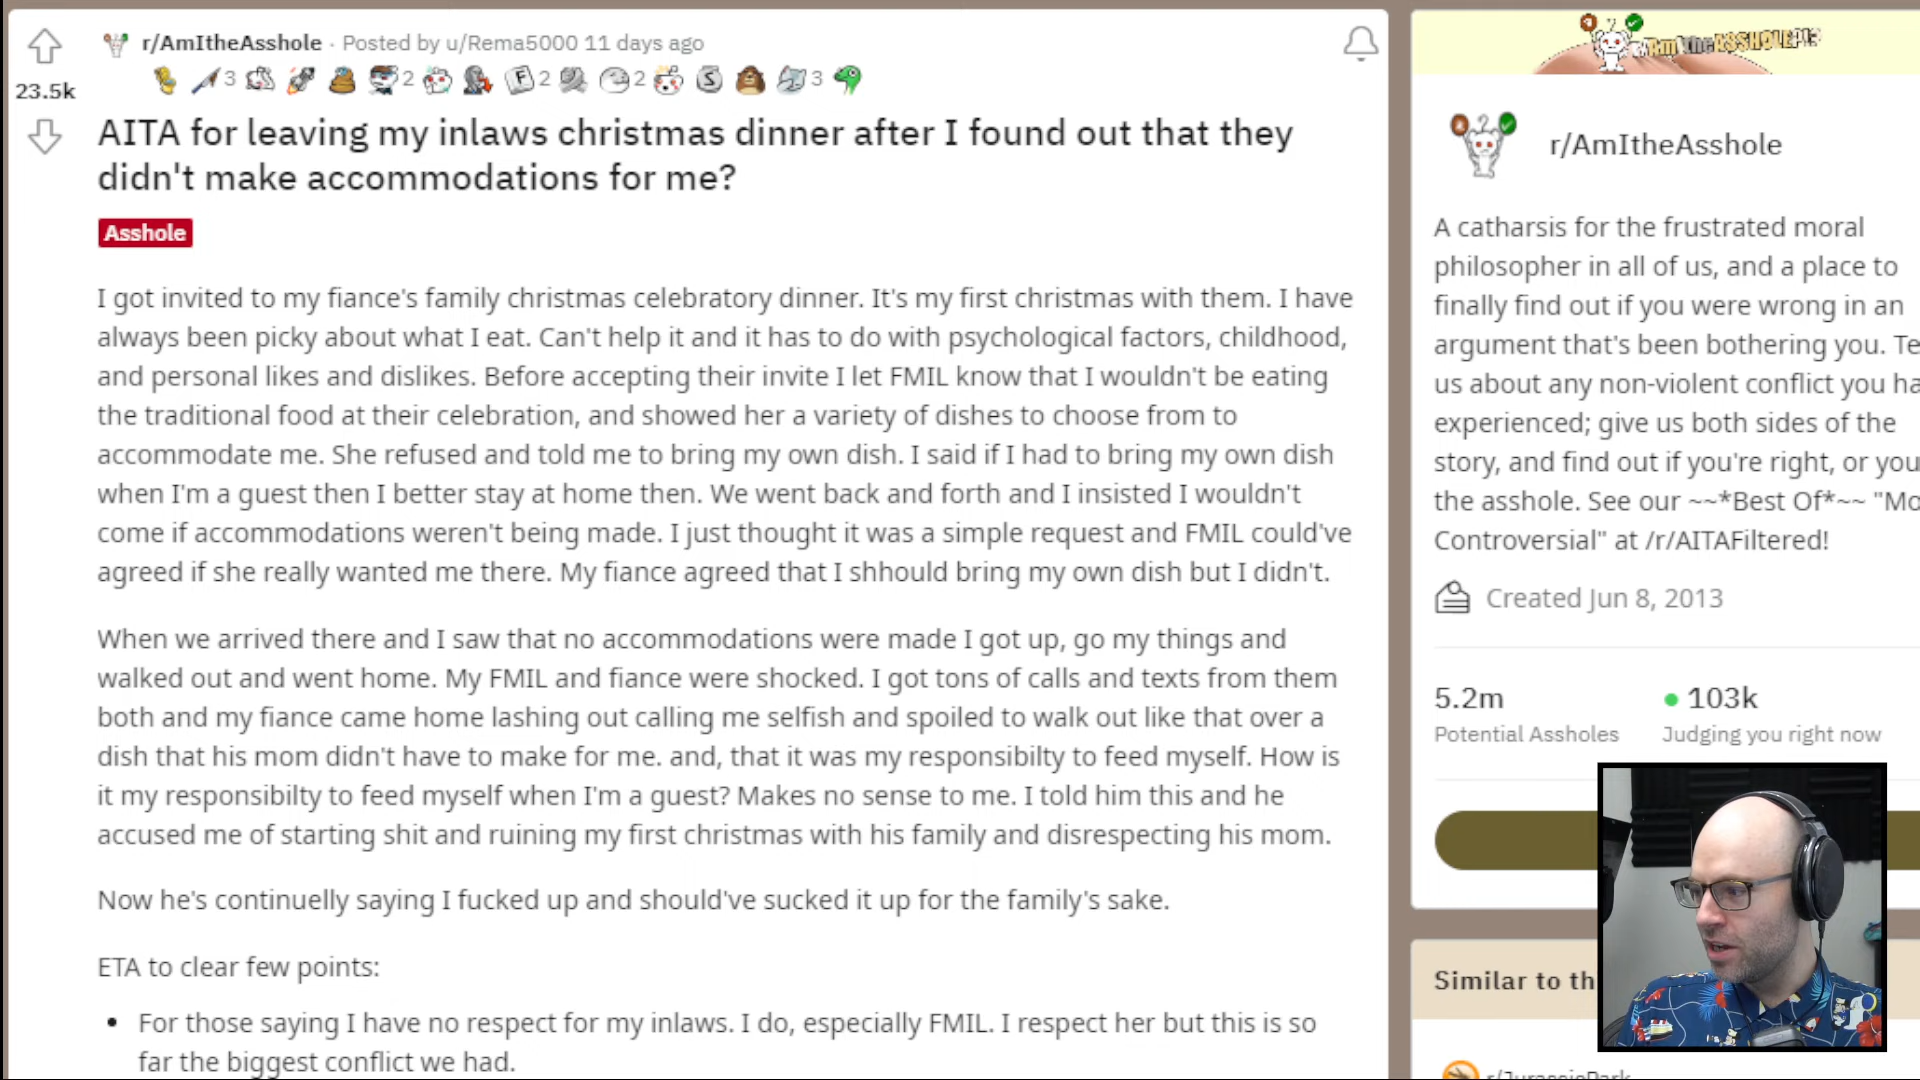 r/AmItheAsshole · Posted by u/Rema5000 11 days ago
3 2 2 2 3
23.5k
AITA for leaving my inlaws christmas dinner after I found out that they
didn't make accommodations for me?
Asshole
I got invited to my fiance's family christmas celebratory dinner. It's my first christmas with them. I have
always been picky about what I eat. Can't help it and it has to do with psychological factors, childhood,
and personal likes and dislikes. Before accepting their invite I let FMIL know that I wouldn't be eating
the traditional food at their celebration, and showed her a variety of dishes to choose from to
accommodate me. She refused and told me to bring my own dish. I said if I had to bring my own dish
when I'm a guest then I better stay at home then. We went back and forth and I insisted I wouldn't
come if accommodations weren't being made. I just thought it was a simple request and FMIL could've
agreed if she really wanted me there. My fiance agreed that I shhould bring my own dish but I didn't.
When we arrived there and I saw that no accommodations were made I got up, go my things and
walked out and went home. My FMIL and fiance were shocked. I got tons of calls and texts from them
both and my fiance came home lashing out calling me selfish and spoiled to walk out like that over a
dish that his mom didn't have to make for me. and, that it was my responsibilty to feed myself. How is
it my responsibilty to feed myself when I'm a guest? Makes no sense to me. I told him this and he
accused me of starting shit and ruining my first christmas with his family and disrespecting his mom.
Now he's continuelly saying I fucked up and should've sucked it up for the family's sake.
ETA to clear few points:
• For those saying I have no respect for my inlaws. I do, especially FMIL. I respect her but this is so
far the biggest conflict we had.
Am the ASSHOLE
r/AmItheAsshole
A catharsis for the frustrated moral
philosopher in all of us, and a place to
finally find out if you were wrong in an
argument that's been bothering you. Te
us about any non-violent conflict you ha
experienced; give us both sides of the
story, and find out if you're right, or you
the asshole. See our ~~*Best Of*~~ "Mo
Controversial" at /r/AITAFiltered!
Created Jun 8, 2013
5.2m 103k
Potential Assholes Judging you right now
Similar to th
r/JurassicPark